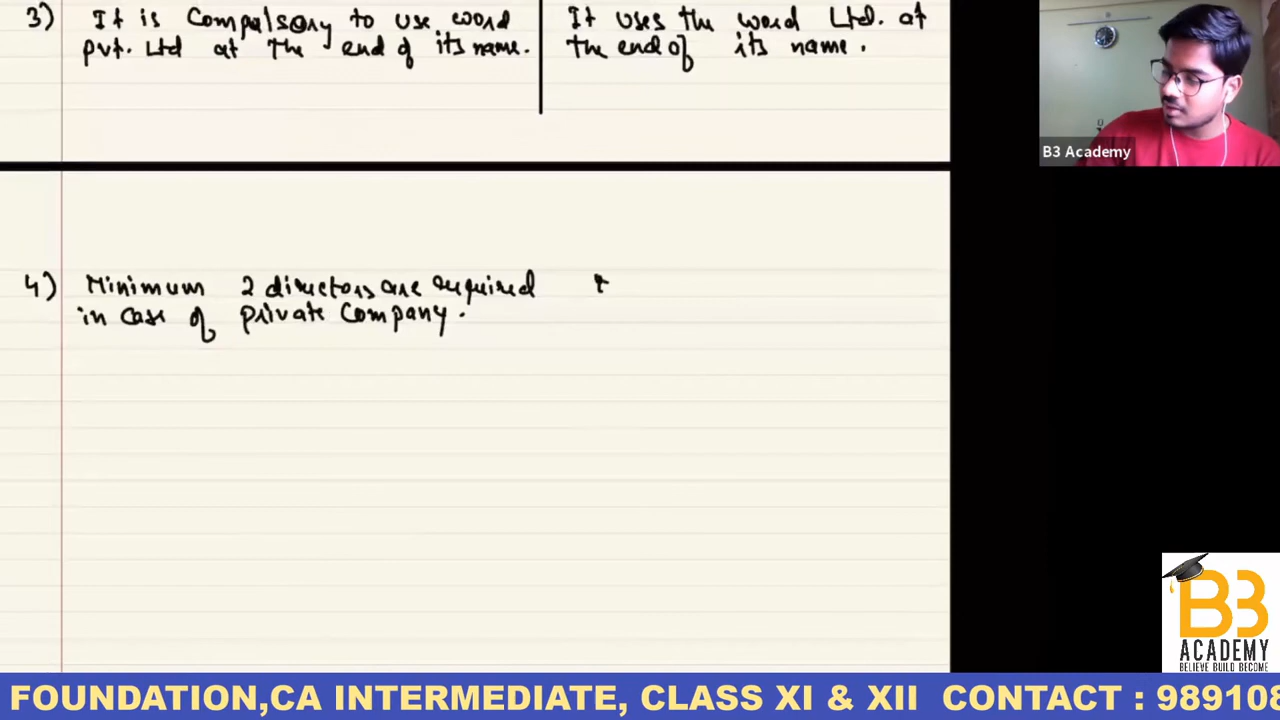 3) It is Compalsory to use word
pvt. Ltd at the end of its name.
It uses the word Ltd. at
the end of its name.
B3 Academy
4) Minimum 2 directors are required
in case of private Company.
B3
ACADEMY
BELIEVE BUILD BECOME
FOUNDATION,CA INTERMEDIATE, CLASS XI & XII CONTACT : 989108